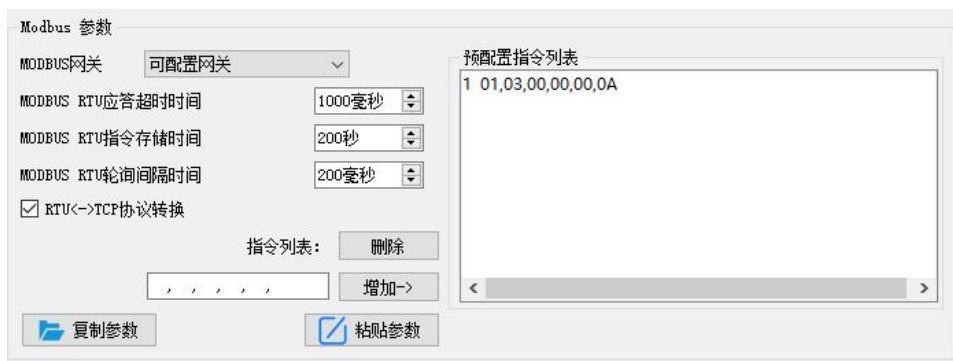 Modbus 参数
MODBUS网关 可配置网关
MODBUS RTU应答超时时间 1000毫秒
MODBUS RTU指令存储时间 200秒
MODBUS RTU轮询间隔时间 200毫秒
RTU<->TCP协议转换
指令列表: 删除
, , , , , 增加->
复制参数 粘贴参数
预配置指令列表
1 01,03,00,00,00,0A